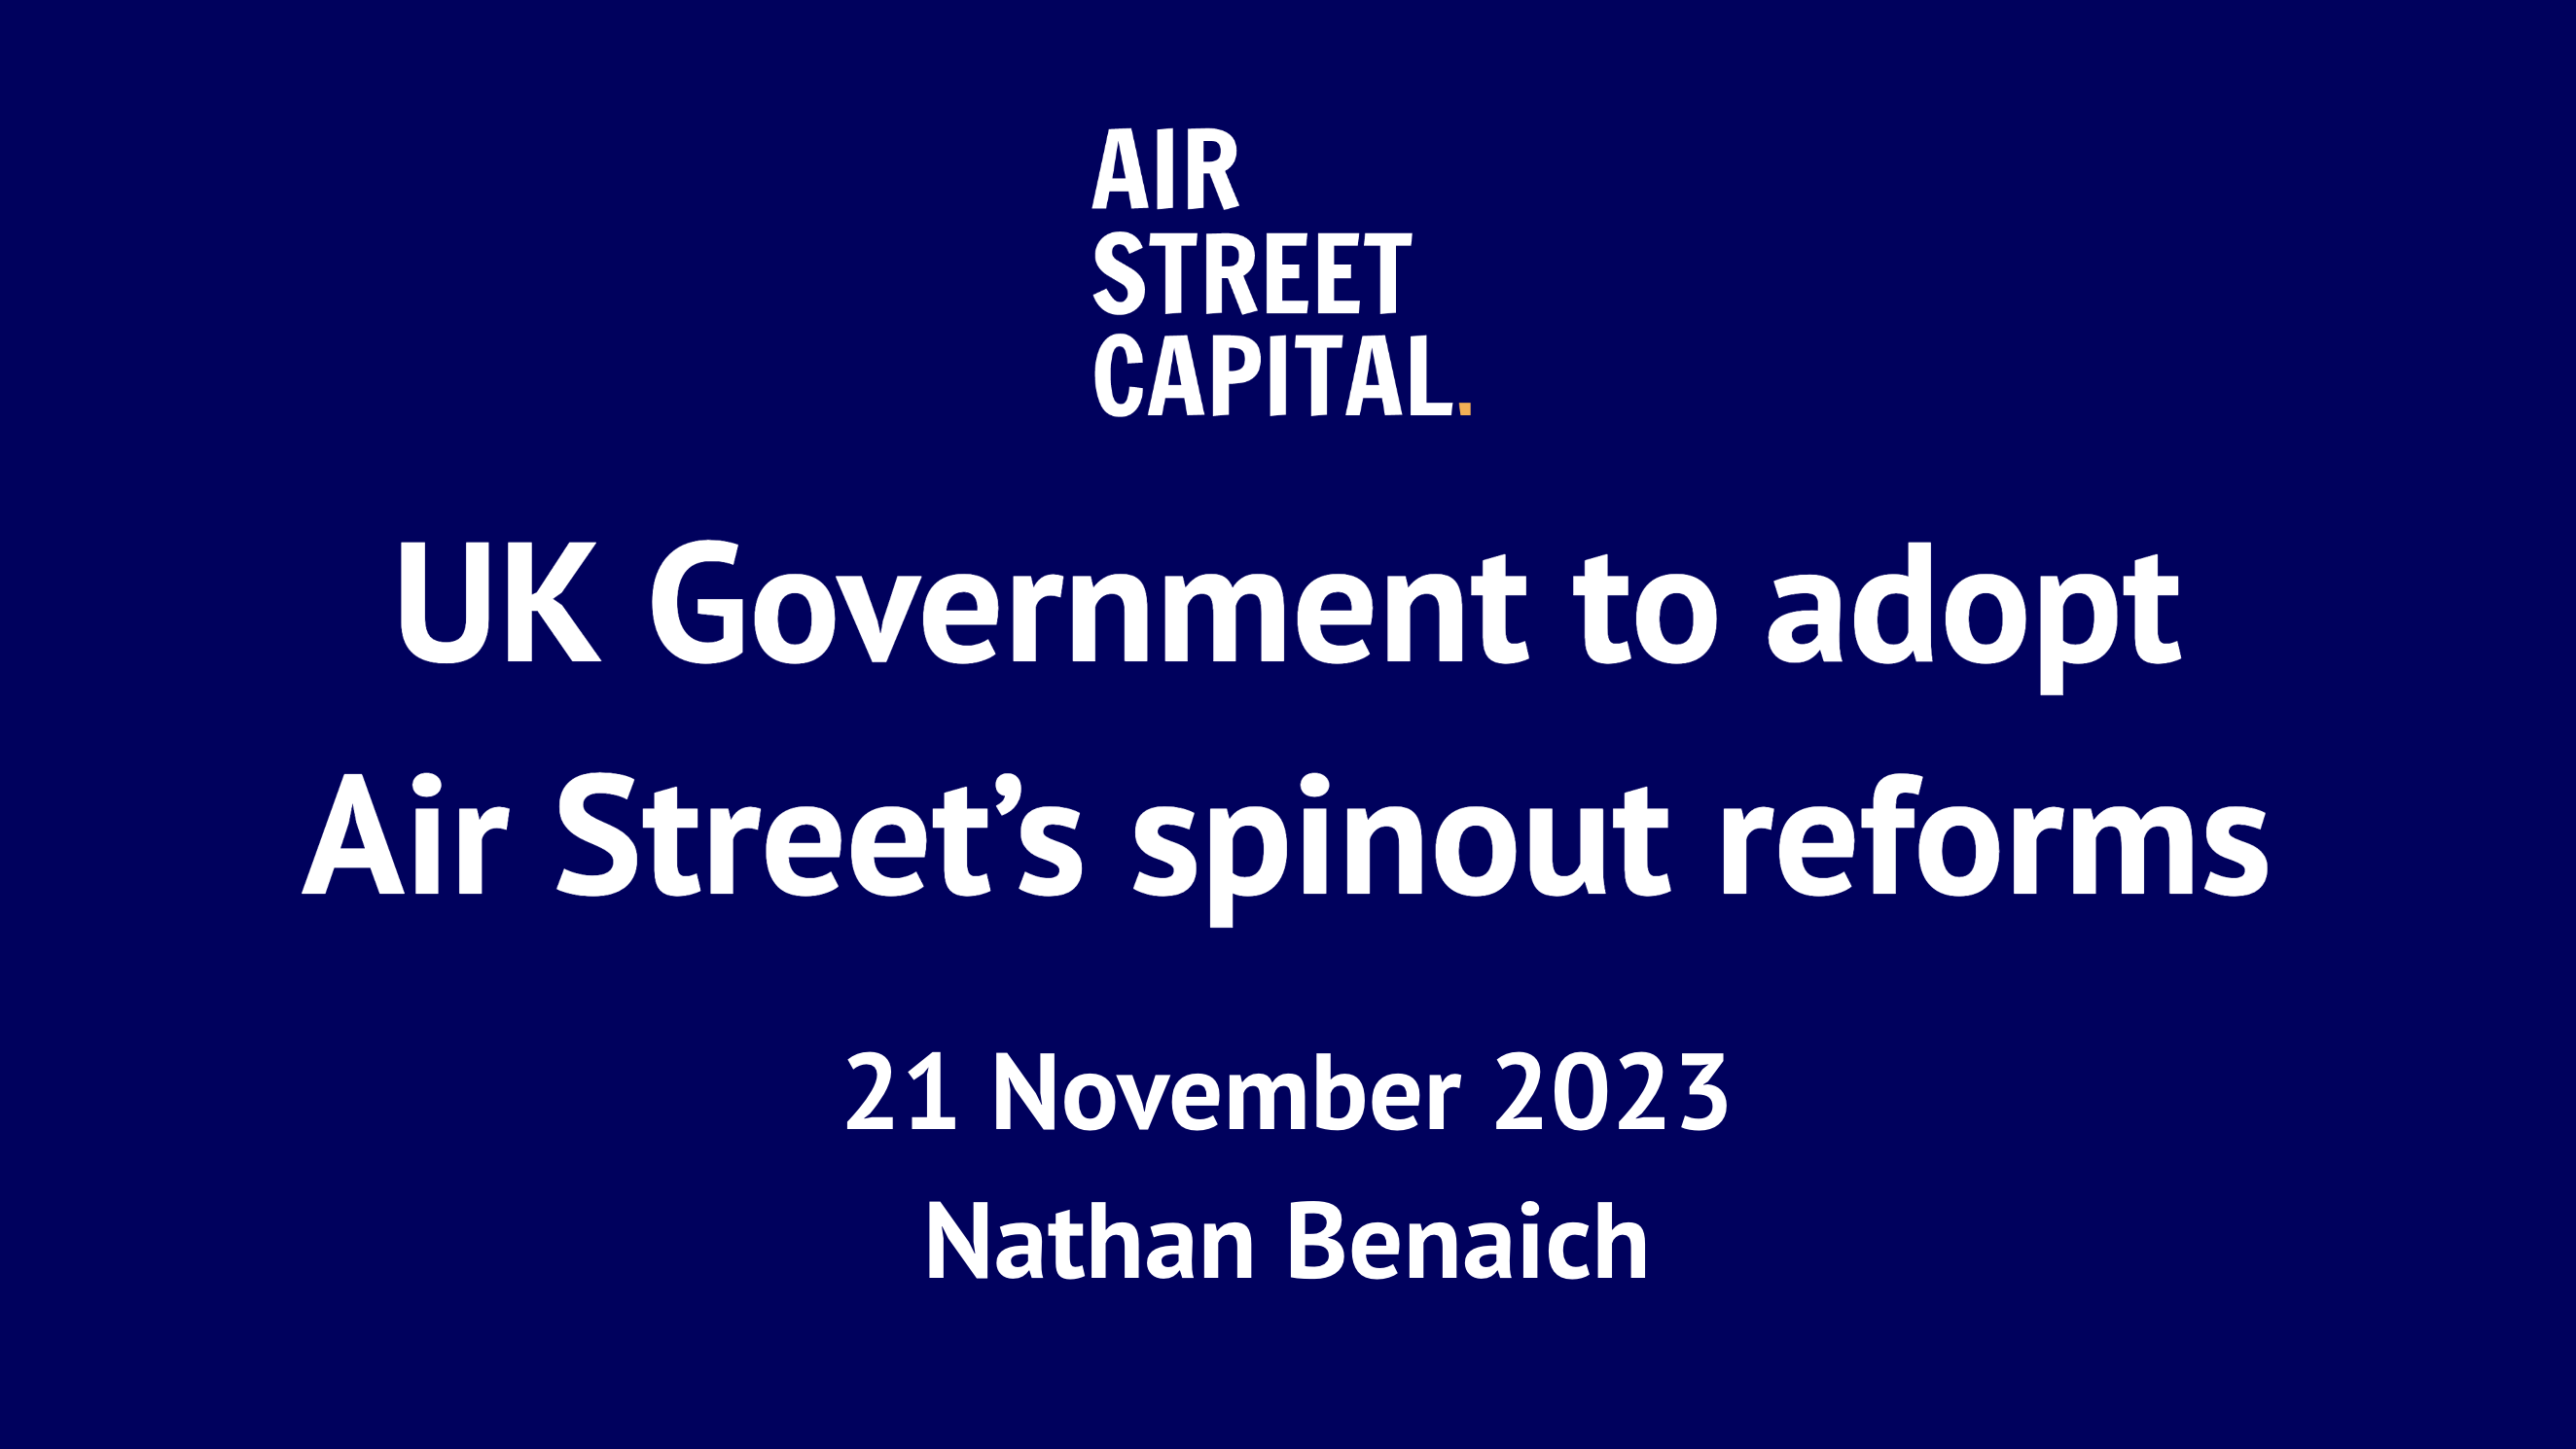 AIR
STREET
CAPITAL.
UK Government to adopt
Air Street’s spinout reforms
21 November 2023
Nathan Benaich